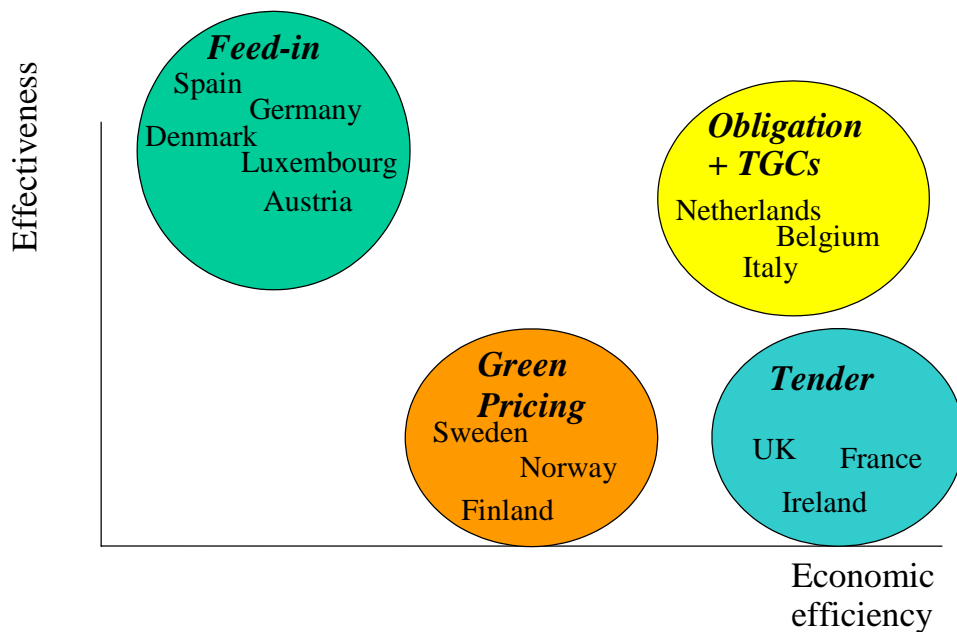 Effectiveness
Feed-in
Spain
Germany
Denmark
Luxembourg
Austria
Obligation
+ TGCs
Netherlands
Belgium
Italy
Green
Pricing
Sweden
Norway
Finland
Tender
UK
France
Ireland
Economic
efficiency